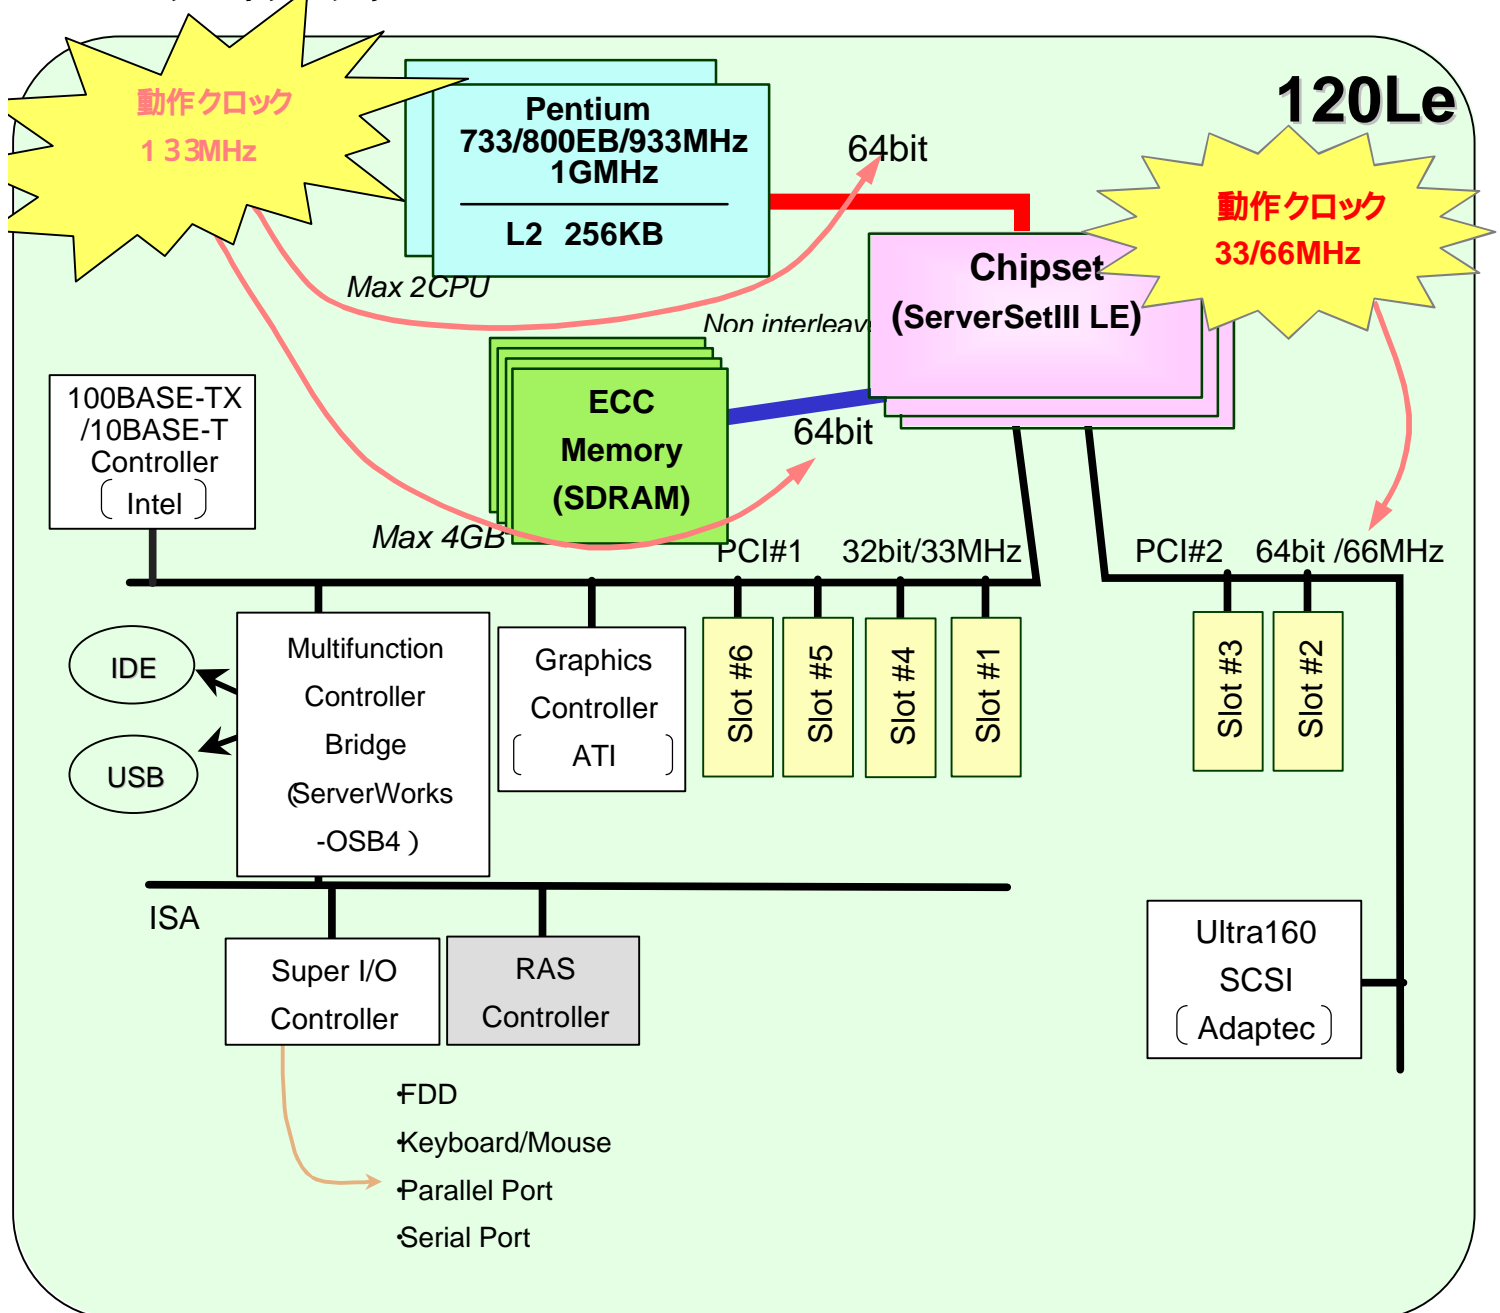 120Le
動作クロック
133MHz
Pentium
733/800EB/933MHz
1GMHz
L2 256KB
Max 2CPU
64bit
動作クロック
33/66MHz
Chipset
(ServerSetIII LE)
Non interleav
ECC
Memory
(SDRAM)
64bit
Max 4GB
100BASE-TX
/10BASE-T
Controller
〔 Intel 〕
PCI#1 32bit/33MHz
PCI#2 64bit /66MHz
IDE
USB
Multifunction
Controller
Bridge
(ServerWorks
-OSB4）
Graphics
Controller
〔 ATI 〕
Slot #6
Slot #5
Slot #4
Slot #1
Slot #3
Slot #2
ISA
Super I/O
Controller
RAS
Controller
Ultra160
SCSI
〔 Adaptec 〕
・FDD
・Keyboard/Mouse
・Parallel Port
・Serial Port